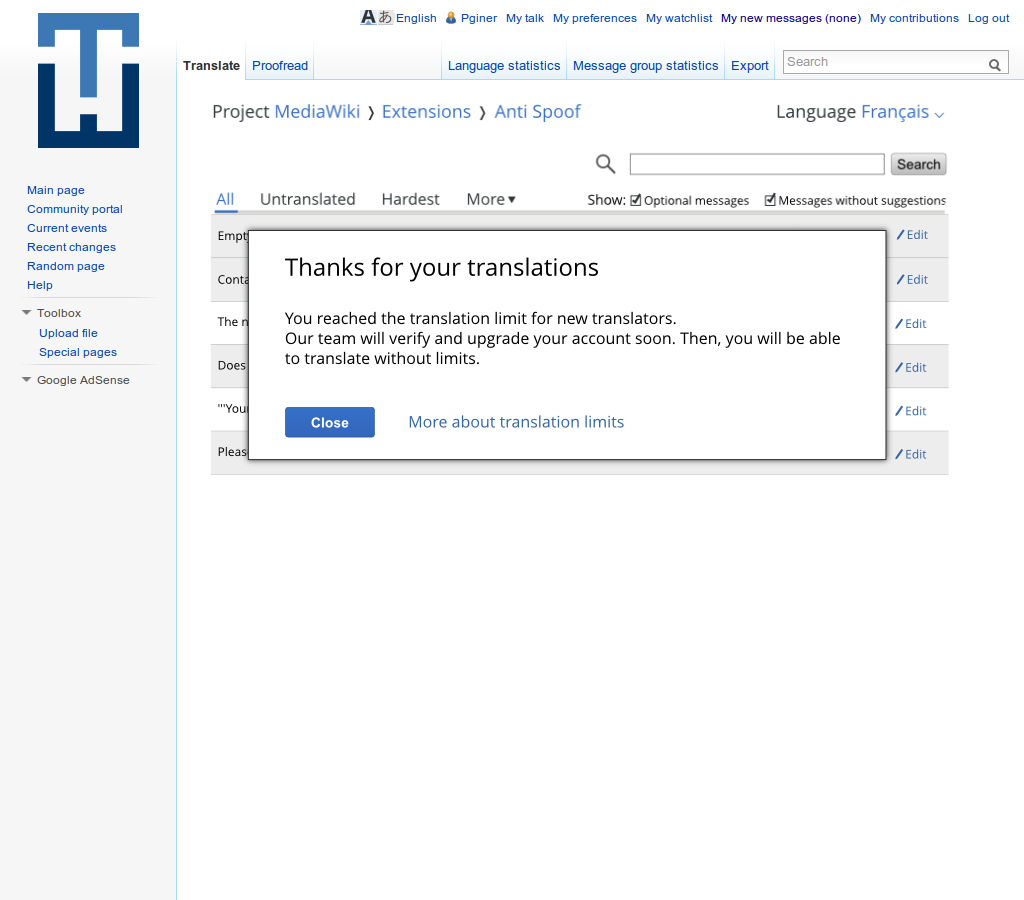 English Pginer My talk My preferences My watchlist My new messages (none) My contributions Log out
Translate Proofread Language statistics Message group statistics Export Search
Project MediaWiki ❭ Extensions ❭ Anti Spoof Language Français
Search
All Untranslated Hardest More ▾ Show: Optional messages Messages without suggestions
Main page
Community portal
Current events
Recent changes
Random page
Help
Toolbox
Upload file
Special pages
Google AdSense
Edit
Edit
The Edit
Does Edit
Edit
Edit
Thanks for your translations
You reached the translation limit for new translators.
Our team will verify and upgrade your account soon. Then, you will be able
to translate without limits.
Close More about translation limits